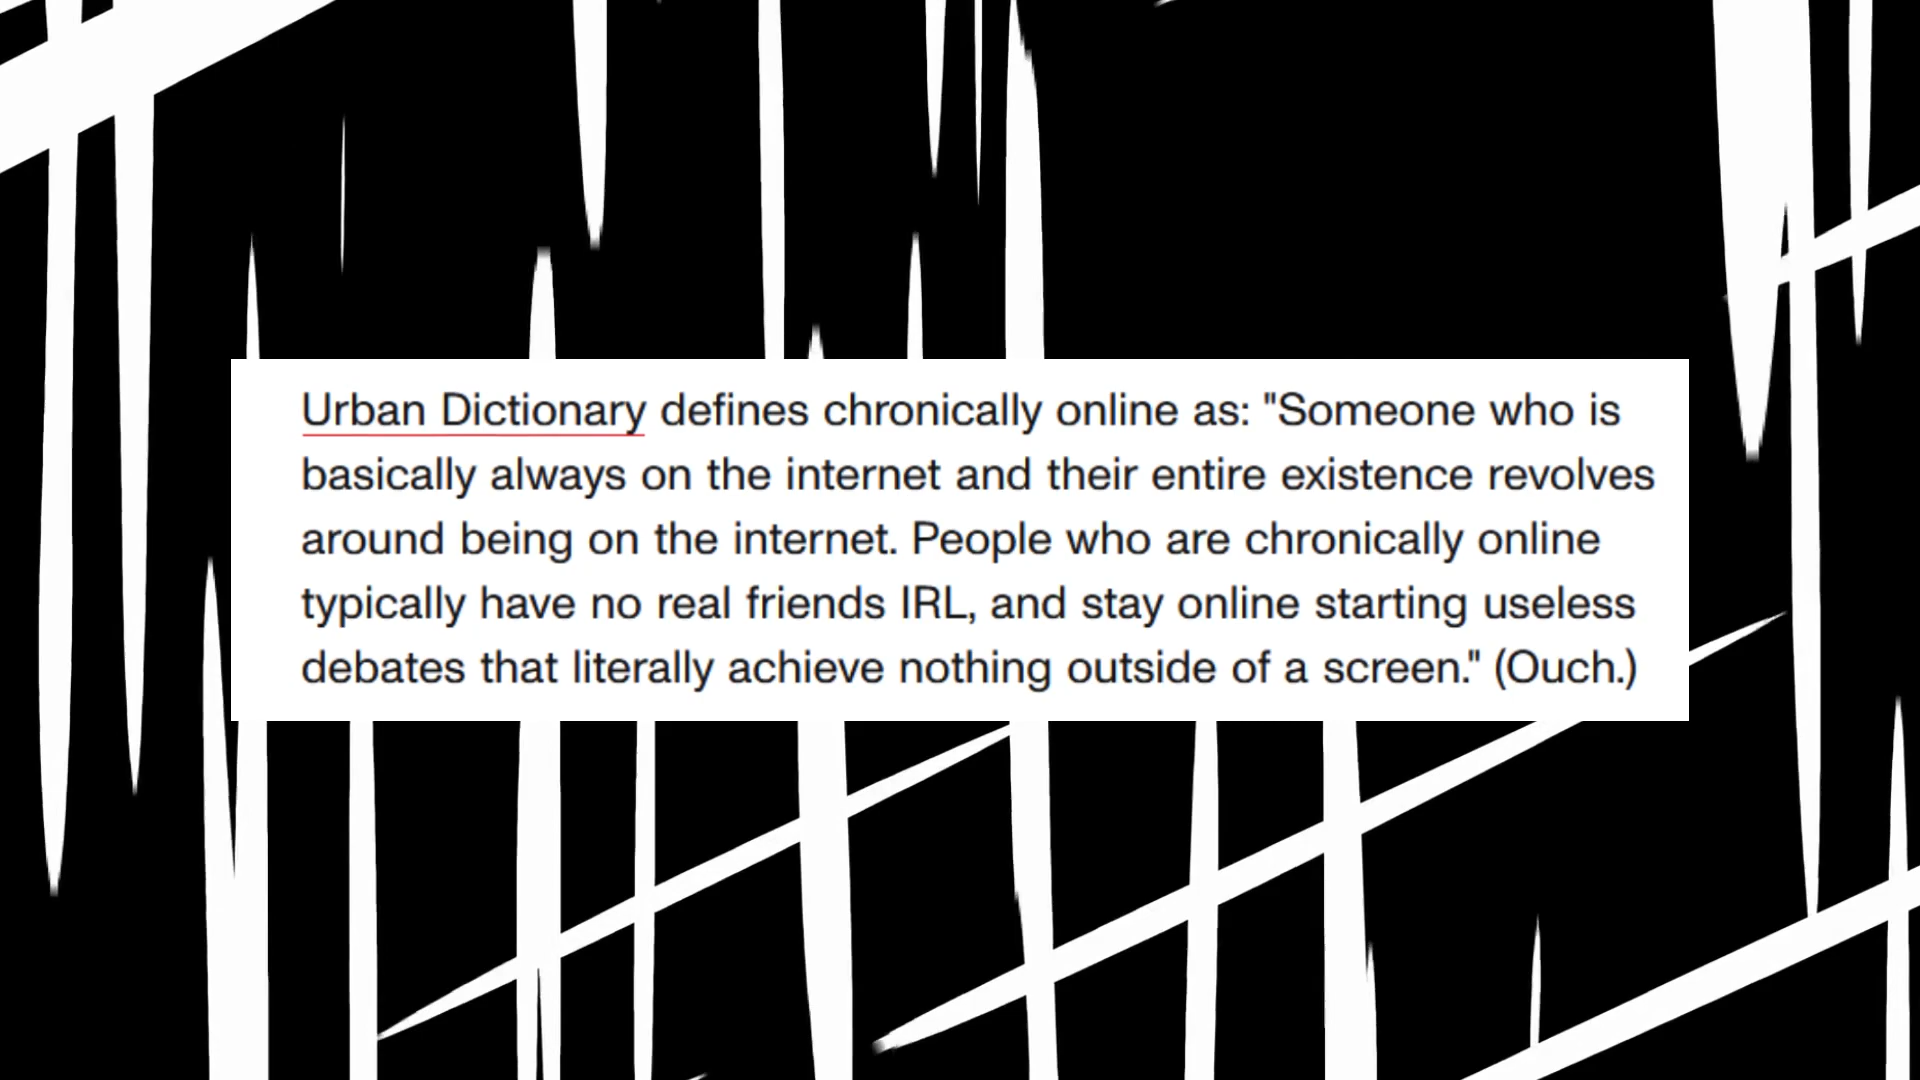 Urban Dictionary defines chronically online as: "Someone who is
basically always on the internet and their entire existence revolves
around being on the internet. People who are chronically online
typically have no real friends IRL, and stay online starting useless
debates that literally achieve nothing outside of a screen." (Ouch.)